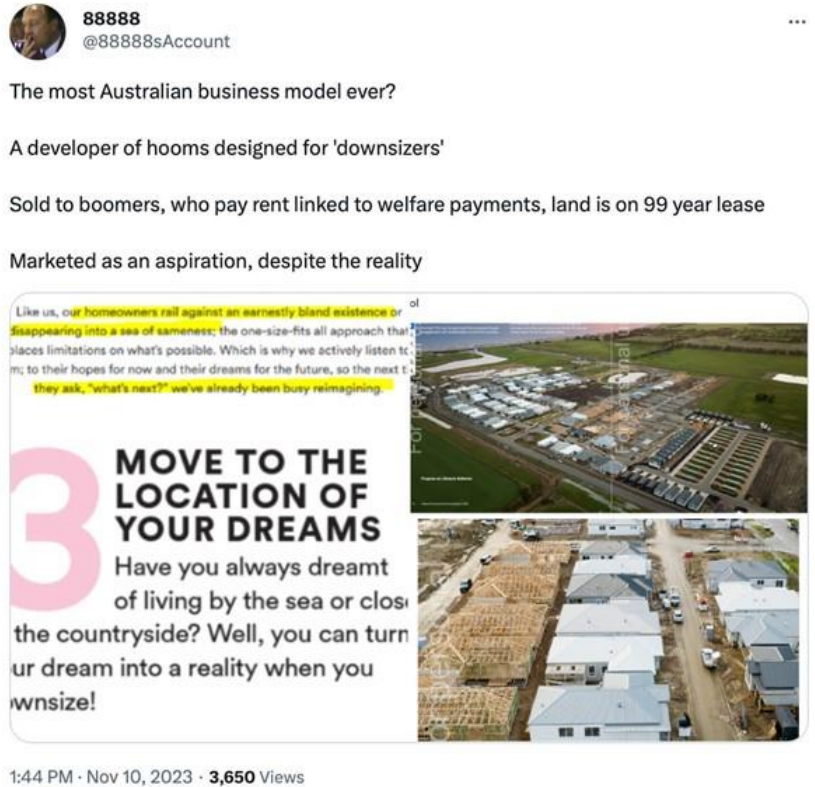 88888
@88888sAccount
The most Australian business model ever?
A developer of hooms designed for 'downsizers'
Sold to boomers, who pay rent linked to welfare payments, land is on 99 year lease
Marketed as an aspiration, despite the reality
Like us, our homeowners rail against an earnestly bland existence or
disappearing into a sea of sameness; the one-size-fits all approach that
places limitations on what's possible. Which is why we actively listen to
m; to their hopes for now and their dreams for the future, so the next t
they ask, "what's next?" we've already been busy reimagining.
3
MOVE TO THE
LOCATION OF
YOUR DREAMS
Have you always dreamt
of living by the sea or clos
the countryside? Well, you can turn
ur dream into a reality when you
wnsize!
ol
1:44 PM · Nov 10, 2023 · 3,650 Views